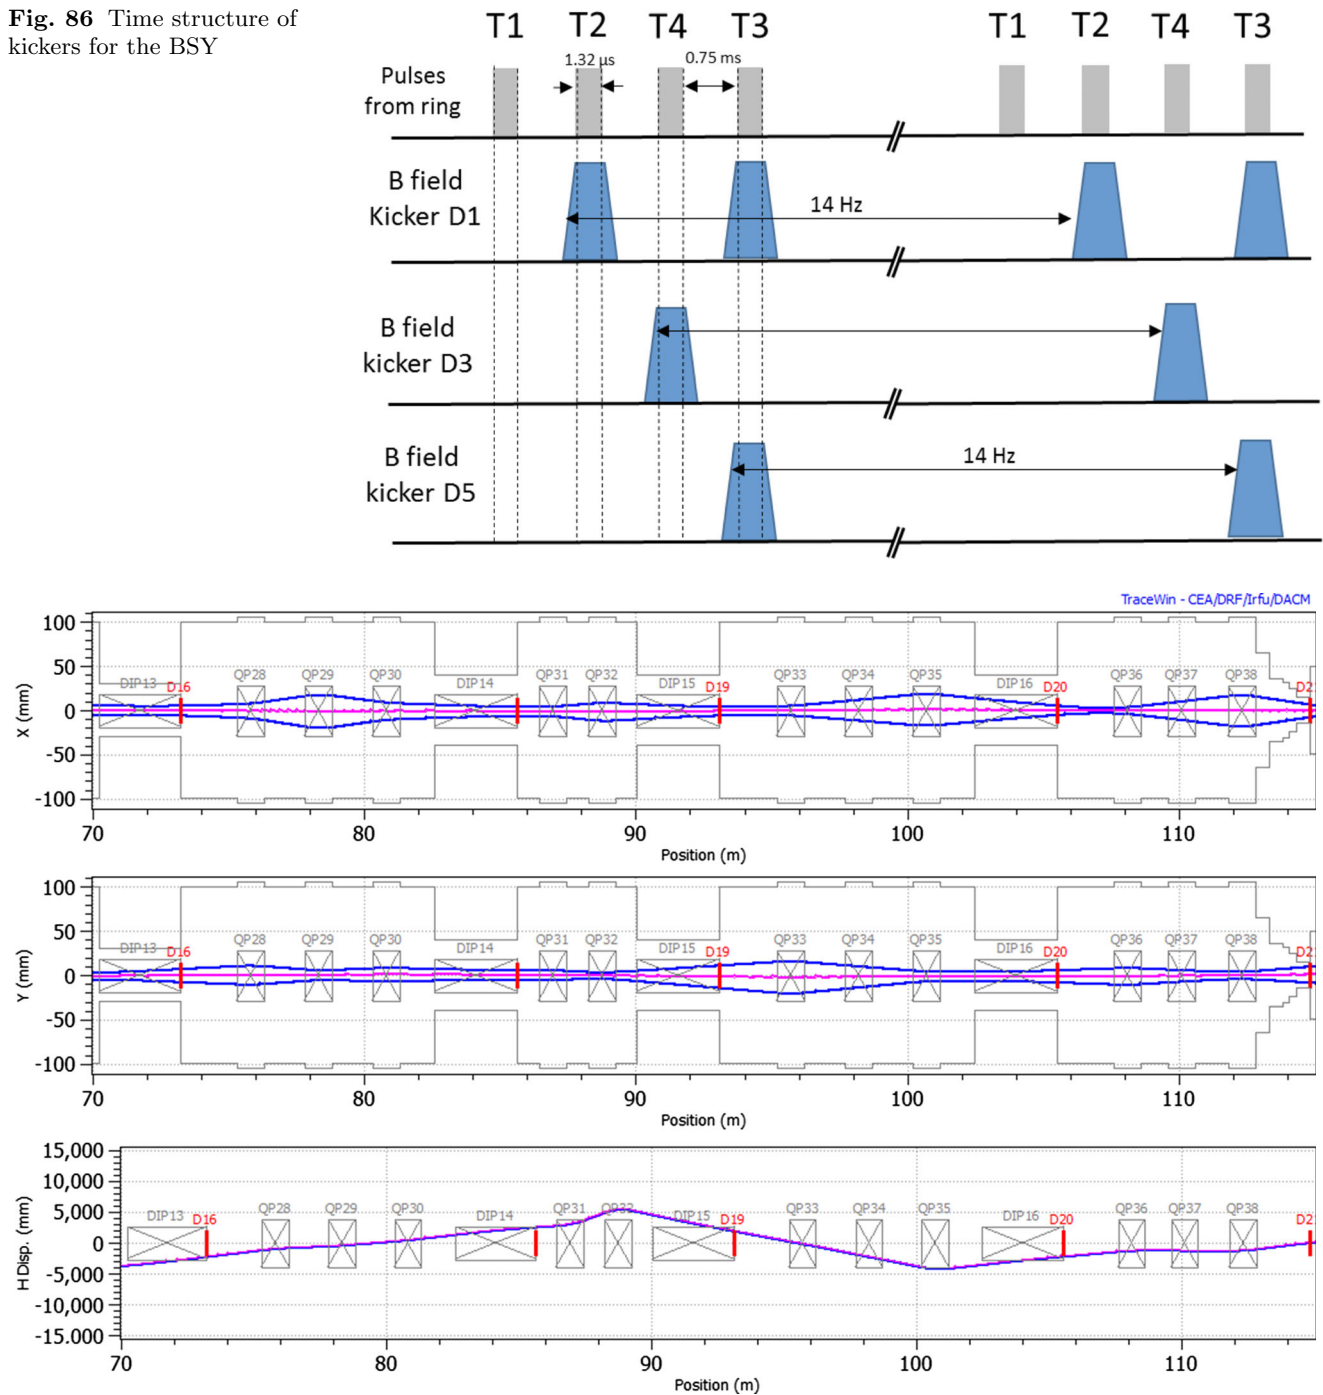 Fig. 86 Time structure of
kickers for the BSY
T1 T2 T4 T3 T1 T2 T4 T3
1.32 µs 0.75 ms
Pulses
from ring
B field
Kicker D1
14 Hz
B field
kicker D3
B field
kicker D5
14 Hz
TraceWin - CEA/DRF/Irfu/DACM
X (mm)
100
50
0
-50
-100
DIP13 D16 QP28 QP29 QP30 DIP14 QP31 QP32 DIP15 D19 QP33 QP34 QP35 DIP16 D20 QP36 QP37 QP38 D2
70 80 90 100 110
Position (m)
Y (mm)
100
50
0
-50
-100
DIP13 D16 QP28 QP29 QP30 DIP14 QP31 QP32 DIP15 D19 QP33 QP34 QP35 DIP16 D20 QP36 QP37 QP38 D2
70 80 90 100 110
Position (m)
H Disp. (mm)
15,000
10,000
5,000
0
-5,000
-10,000
-15.000
DIP13 D16 QP28 QP29 QP30 DIP14 QP31 QP32 DIP15 D19 QP33 QP34 QP35 DIP16 D20 QP36 QP37 QP38 D2
70 80 90 100 110
Position (m)